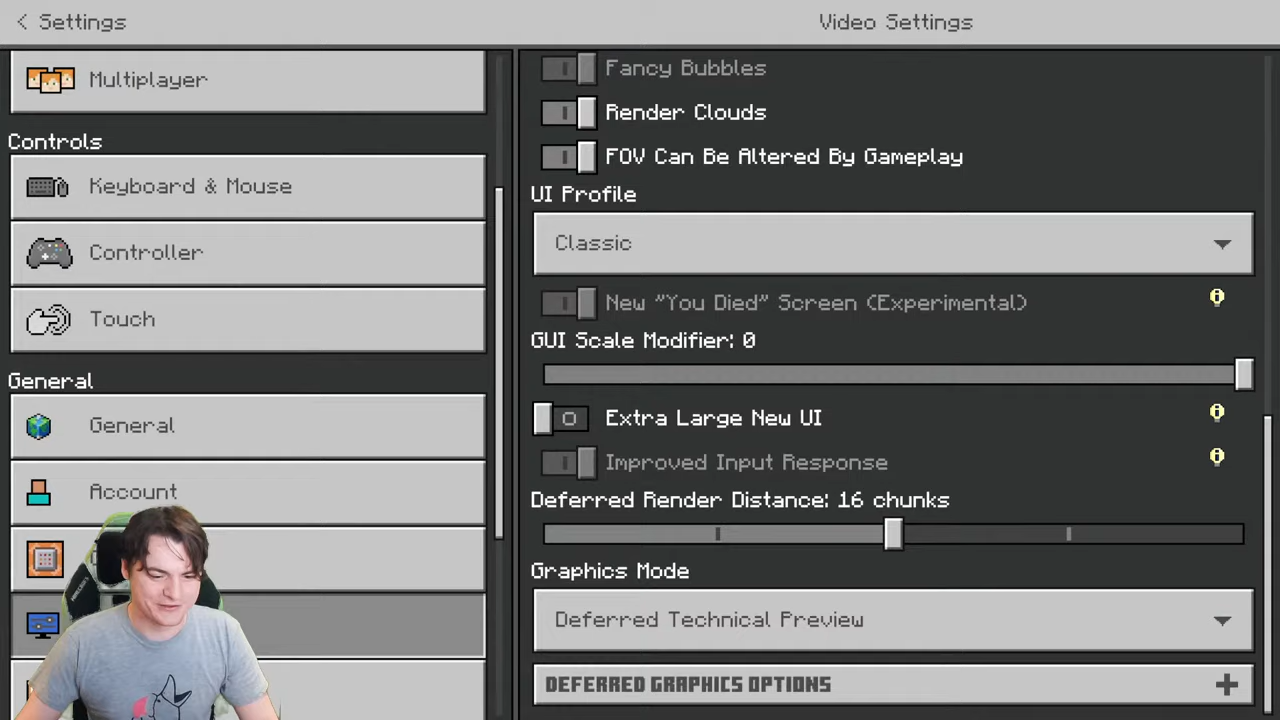 Settings
Video Settings
Multiplayer
Controls
Keyboard & Mouse
Controller
Touch
General
General
Account
Fancy Bubbles
Render Clouds
FOV Can Be Altered By Gameplay
UI Profile
Classic
New "You Died" Screen (Experimental)
GUI Scale Modifier: 0
Extra Large New UI
Improved Input Response
Deferred Render Distance: 16 chunks
Graphics Mode
Deferred Technical Preview
DEFERRED GRAPHICS OPTIONS